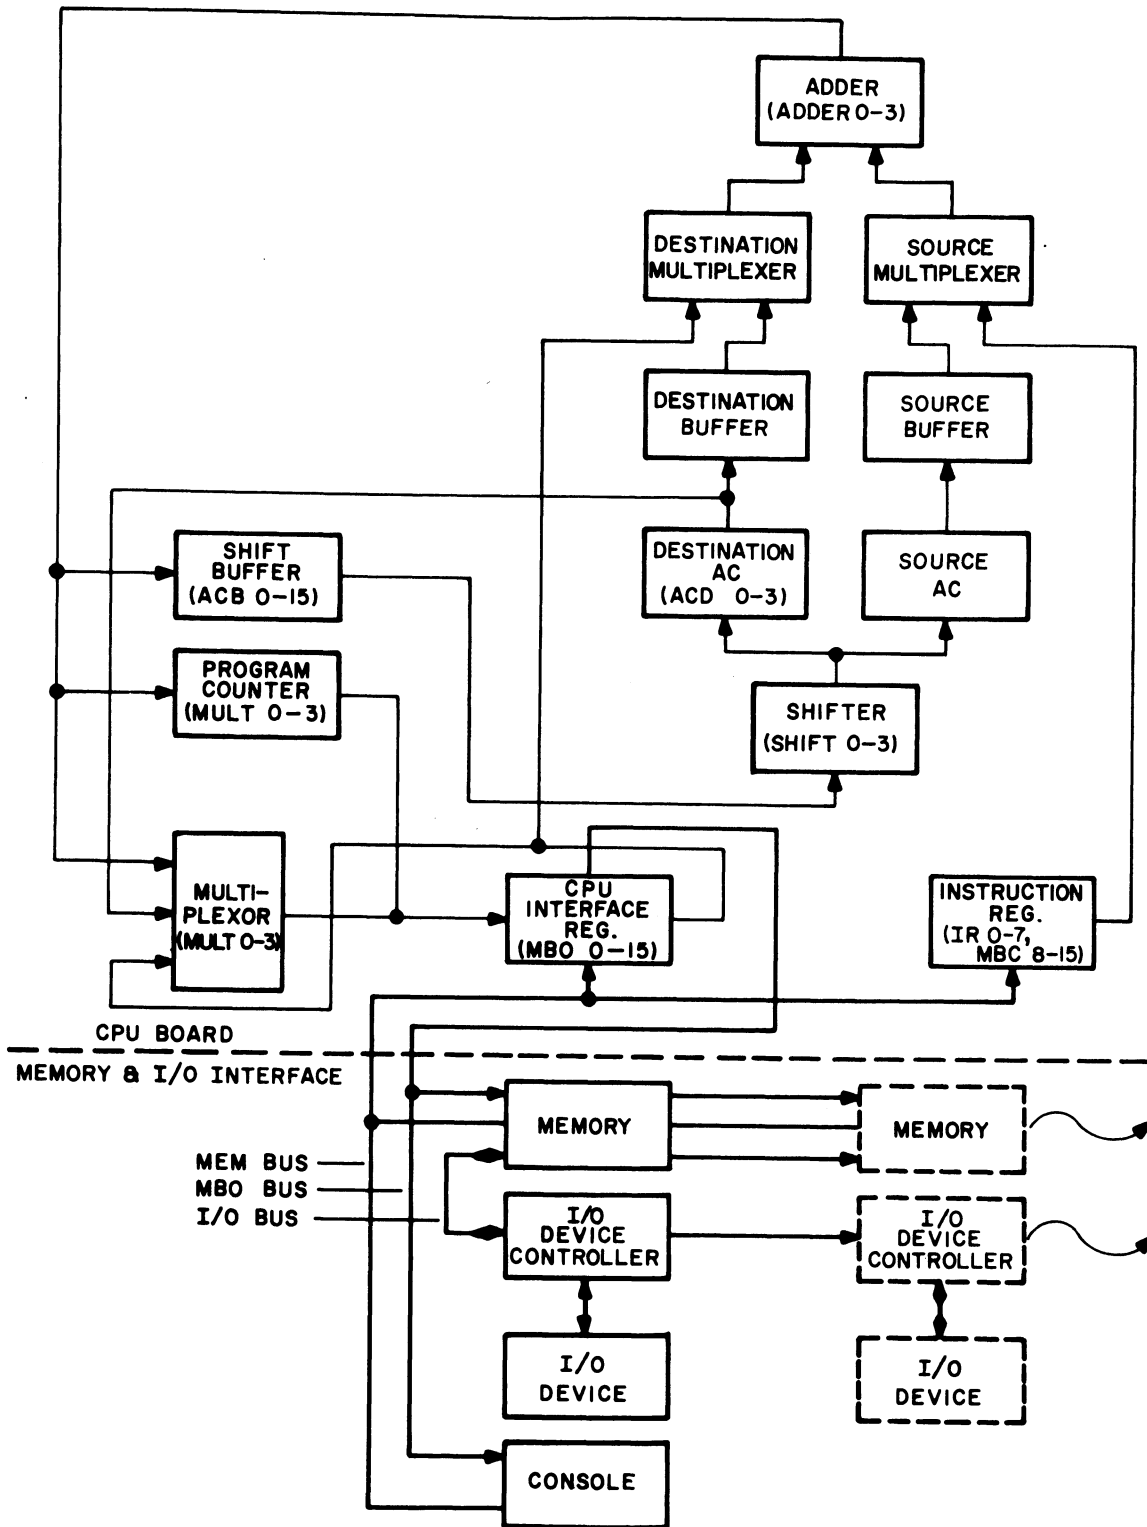 ADDER
(ADDER 0-3)
DESTINATION
MULTIPLEXER
SOURCE
MULTIPLEXER
DESTINATION
BUFFER
SOURCE
BUFFER
SHIFT
BUFFER
(ACB 0-15)
DESTINATION
AC
(ACD 0-3)
SOURCE
AC
PROGRAM
COUNTER
(MULT 0-3)
SHIFTER
(SHIFT 0-3)
MULTI-
PLEXOR
(MULT 0-3)
CPU
INTERFACE
REG.
(MBO 0-15)
INSTRUCTION
REG.
(IR 0-7,
MBC 8-15)
CPU BOARD
MEMORY & I/O INTERFACE
MEMORY
MEMORY
MEM BUS
MBO BUS
I/O BUS
I/O
DEVICE
CONTROLLER
I/O
DEVICE
CONTROLLER
I/O
DEVICE
I/O
DEVICE
CONSOLE